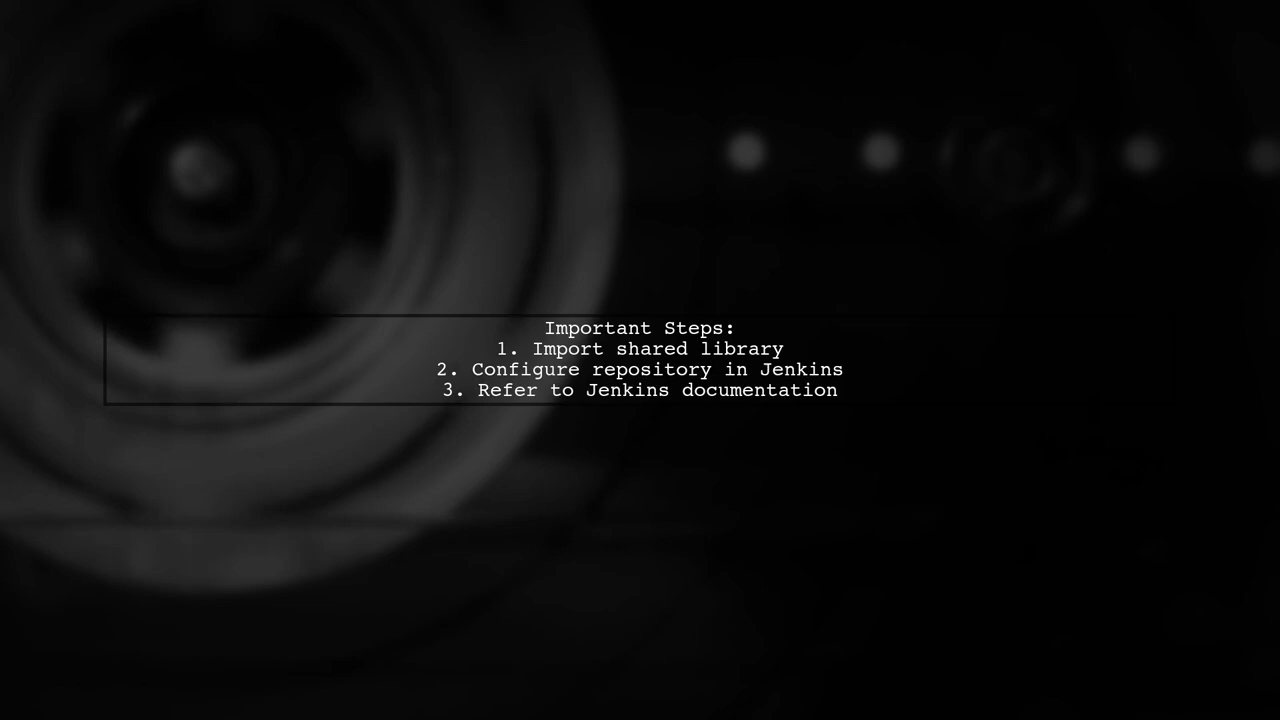 Important Steps:
1. Import shared library
2. Configure repository in Jenkins
3. Refer to Jenkins documentation